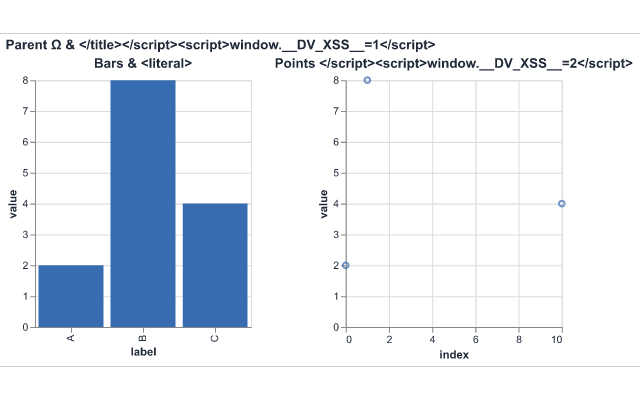 Parent Ω & </title></script><script>window.__DV_XSS__=1</script>
Bars & <literal>
8
7
6
5
4
3
2
1
0
value
A
B
C
label
Points </script><script>window.__DV_XSS__=2</script>
8
7
6
5
4
3
2
1
0
value
0 2 4 6 8 10
index